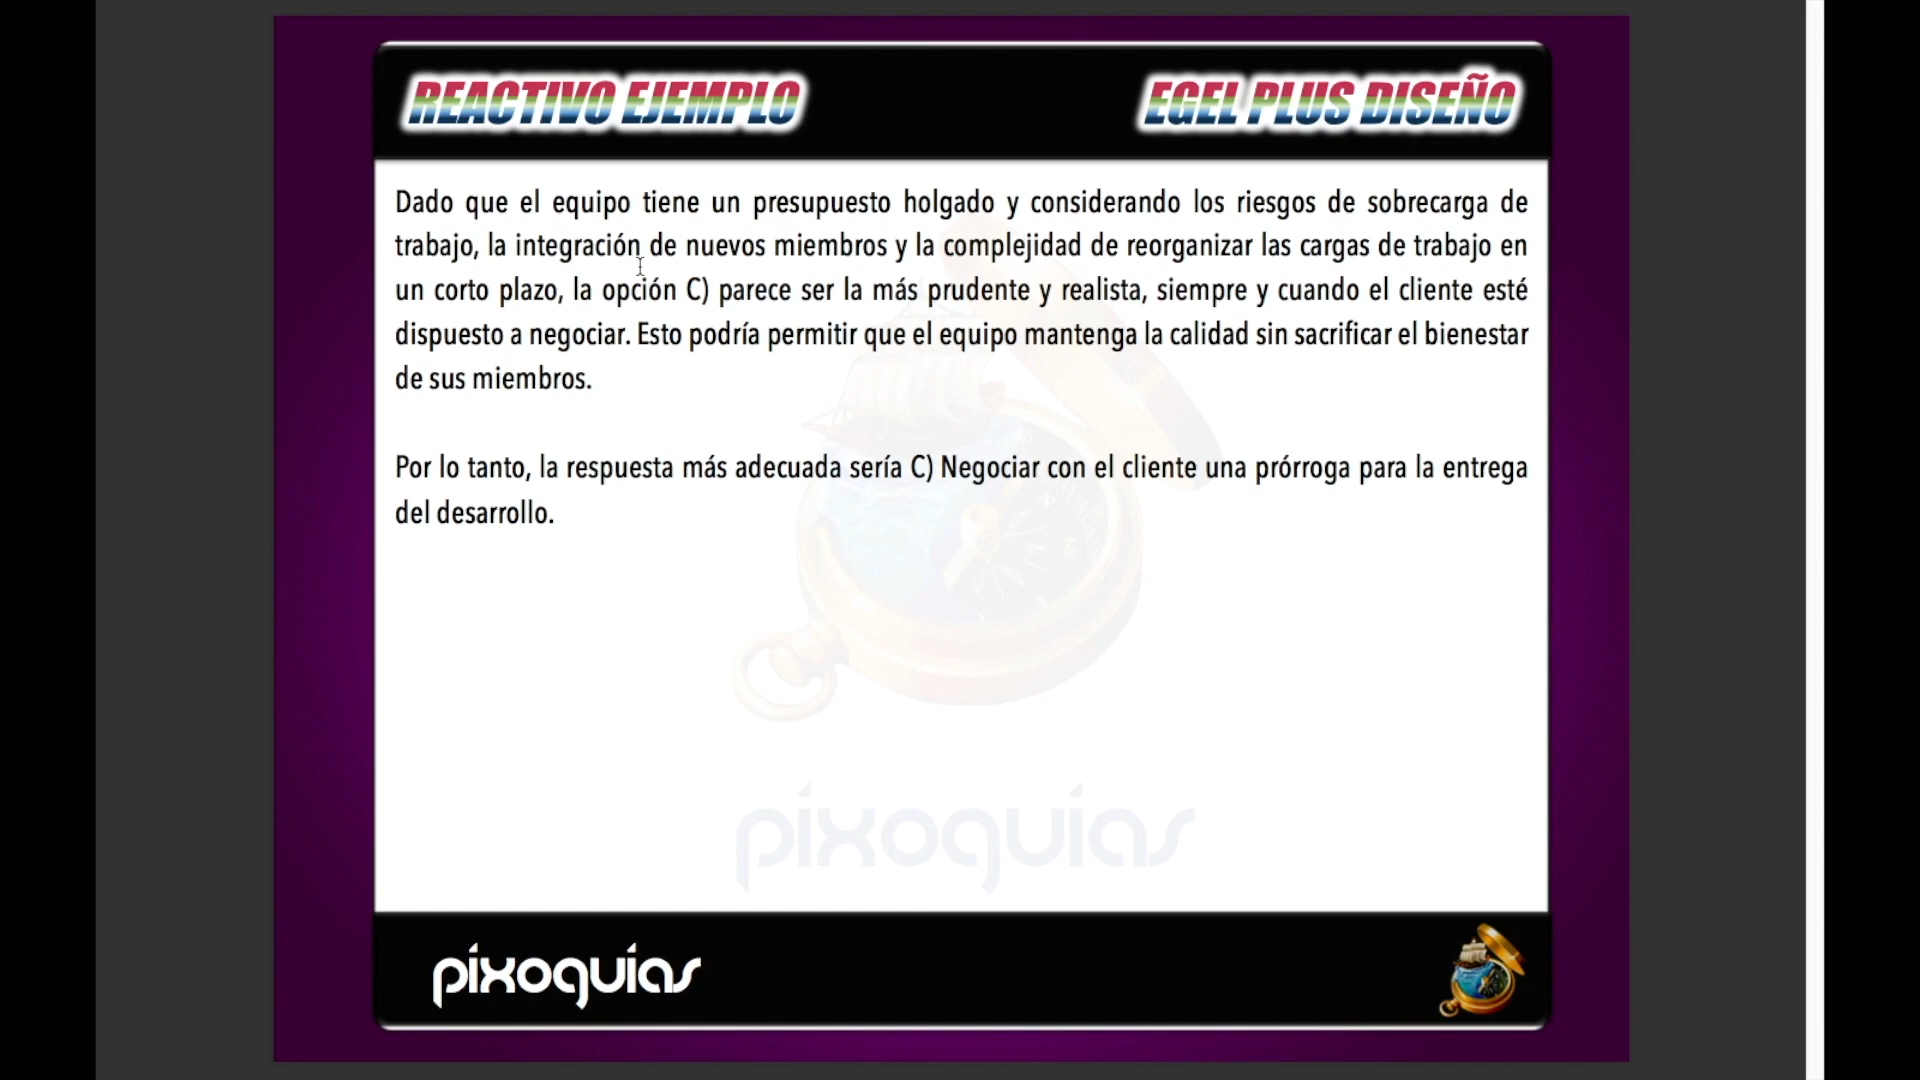 REACTIVO EJEMPLO
EGEL PLUS DISEÑO
Dado que el equipo tiene un presupuesto holgado y considerando los riesgos de sobrecarga de
trabajo, la integración de nuevos miembros y la complejidad de reorganizar las cargas de trabajo en
un corto plazo, la opción C) parece ser la más prudente y realista, siempre y cuando el cliente esté
dispuesto a negociar. Esto podría permitir que el equipo mantenga la calidad sin sacrificar el bienestar
de sus miembros.
Por lo tanto, la respuesta más adecuada sería C) Negociar con el cliente una prórroga para la entrega
del desarrollo.
pixoguias
pixoguias